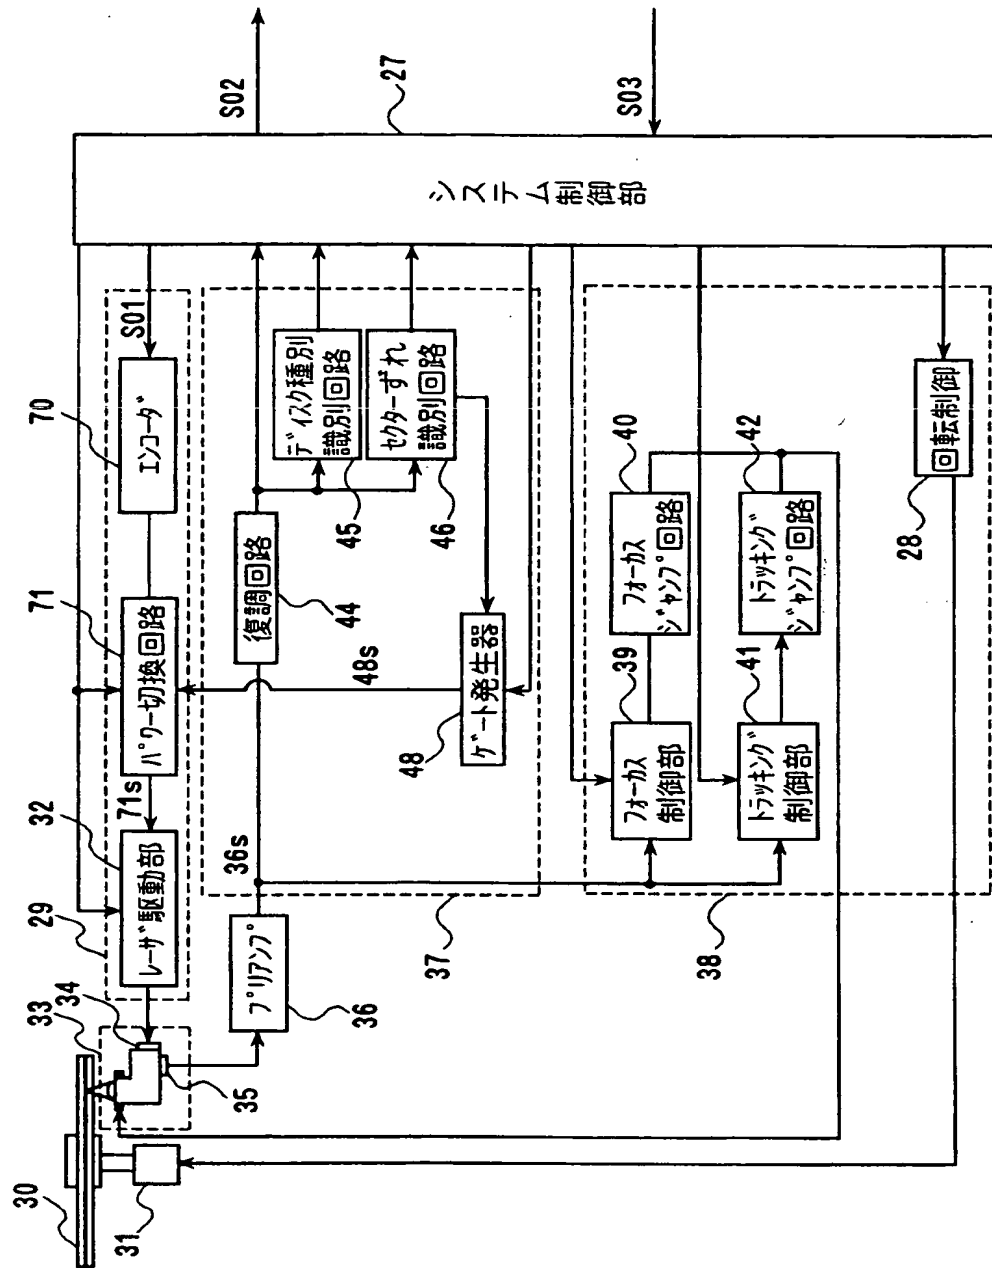 30
31
33
34
35
29
32
レーザ駆動部
71s
71
パワー切換回路
70
エンコーダ
S01
プリアンプ
36
36s
復調回路
44
ディスク種別
識別回路
45
セクターずれ
識別回路
46
48s
ゲート発生器
48
37
フォーカス
制御部
39
フォーカス
ジャンプ回路
40
トラッキング
制御部
41
トラッキング
ジャンプ回路
42
38
回転制御
28
システム制御部
27
S02
S03